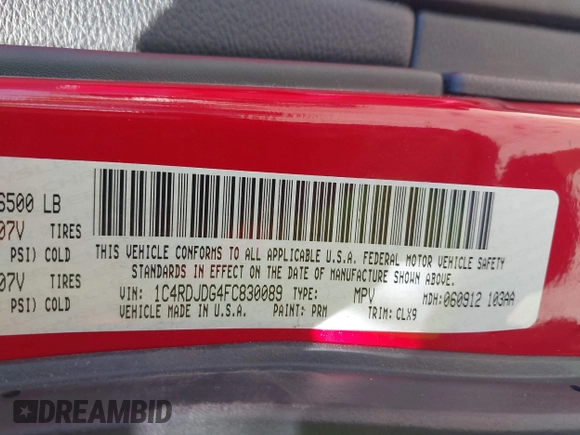 6500 LB
07V TIRES
PSI) COLD
07V TIRES
PSI) COLD
THIS VEHICLE CONFORMS TO ALL APPLICABLE U.S.A. FEDERAL MOTOR VEHICLE SAFETY
STANDARDS IN EFFECT ON THE DATE OF MANUFACTURE SHOWN ABOVE.
VIN: 1C4RDJDG4FC830089 TYPE: MPV MDH: 060912 103AA
VEHICLE MADE IN U.S.A. PAINT: PRM TRIM: CLX9
DREAMBID